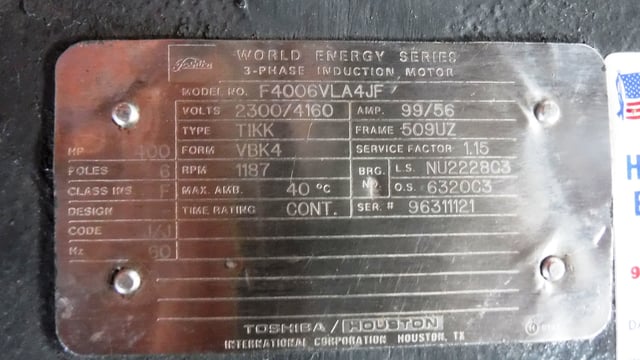 WORLD ENERGY SERIES
3-PHASE INDUCTION MOTOR
MODEL NO. F4006VLA4JF
VOLTS 2300/4160 AMP. 99/56
TYPE TIKK FRAME 509UZ
HP 400 FORM VBK4 SERVICE FACTOR 1.15
POLES 6 RPM 1187 BRG. NO. L.S. NU2228C3
CLASS INS F MAX. AMB. 40 °C O.S. 6320C3
DESIGN TIME RATING CONT. SER. # 96311121
CODE
Hz 60
TOSHIBA/HOUSTON
INTERNATIONAL CORPORATION HOUSTON, TX